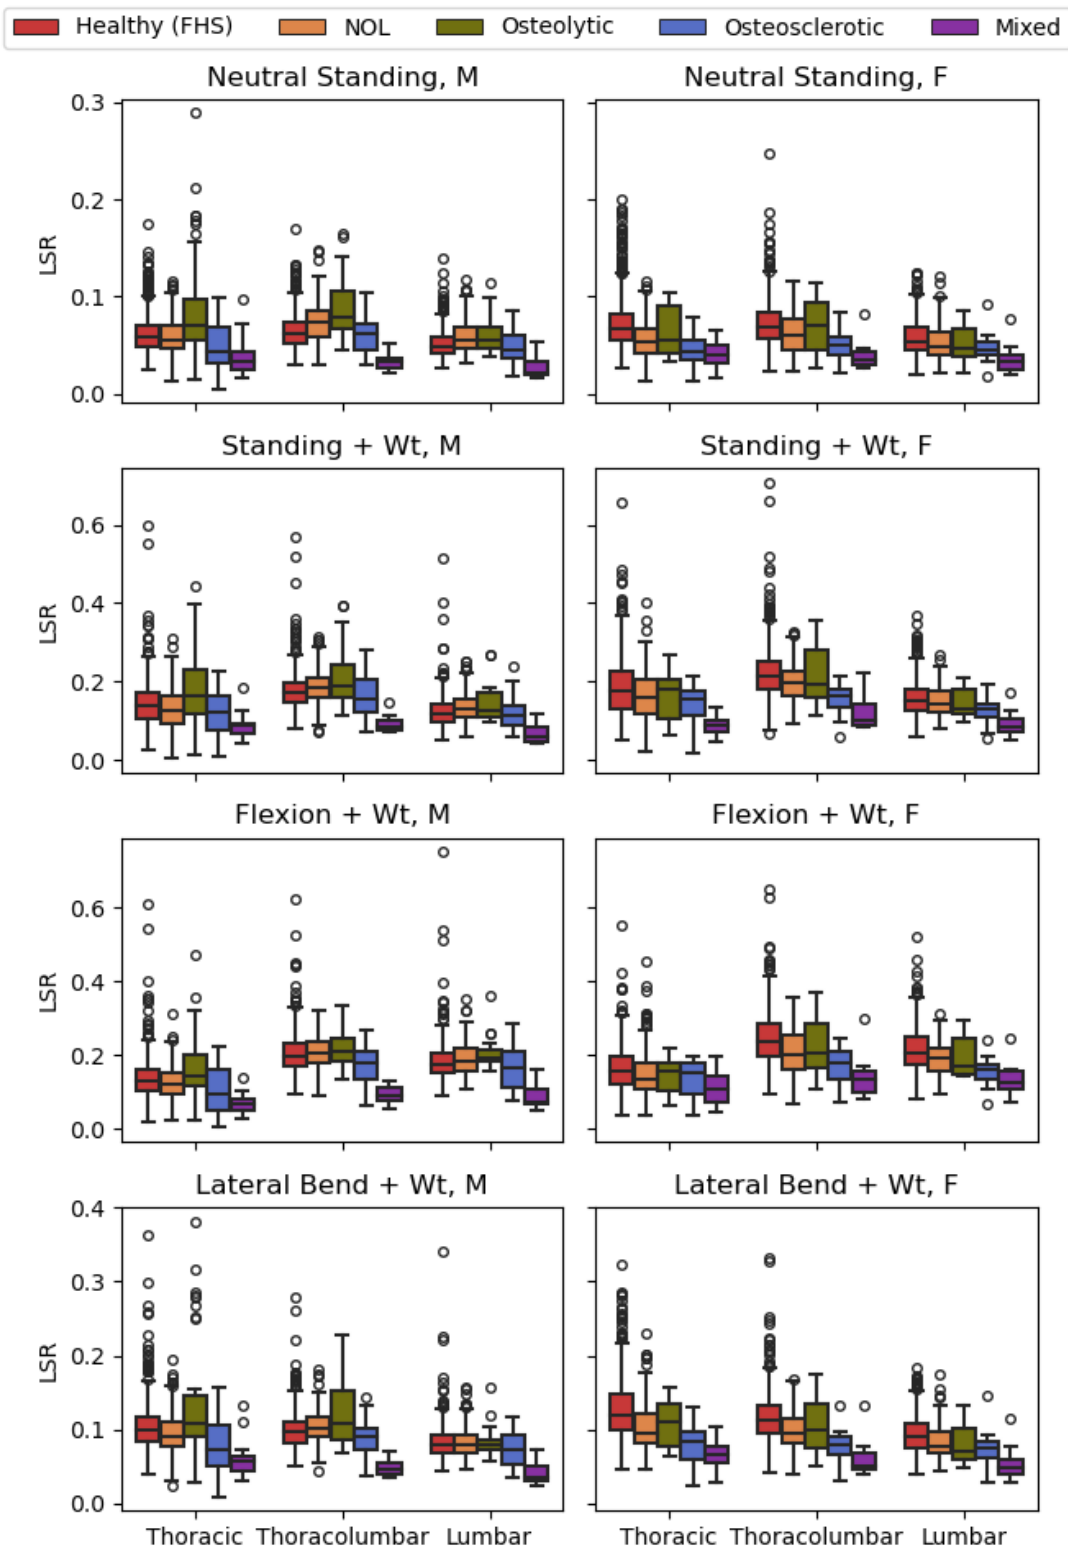 Healthy (FHS) NOL Osteolytic Osteosclerotic Mixed
Neutral Standing, M
Neutral Standing, F
0.3
0.2
0.1
0.0
LSR
Standing + Wt, M
Standing + Wt, F
0.6
0.4
0.2
0.0
LSR
Flexion + Wt, M
Flexion + Wt, F
0.6
0.4
0.2
0.0
LSR
Lateral Bend + Wt, M
Lateral Bend + Wt, F
0.4
0.3
0.2
0.1
0.0
LSR
Thoracic Thoracolumbar Lumbar
Thoracic Thoracolumbar Lumbar